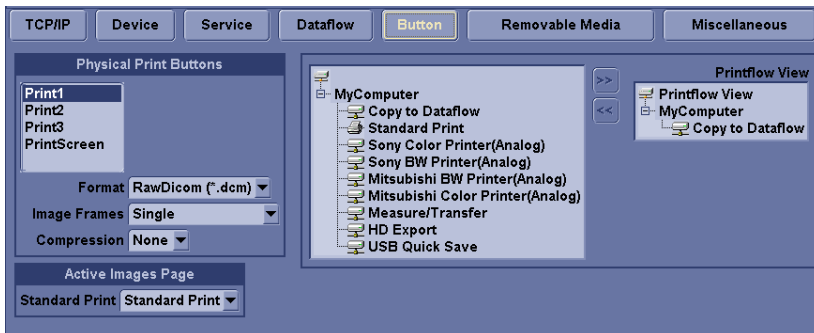 TCP/IP Device Service Dataflow Button Removable Media Miscellaneous
Physical Print Buttons
Print1
Print2
Print3
PrintScreen
Format RawDicom (*.dcm)
Image Frames Single
Compression None
Active Images Page
Standard Print Standard Print
MyComputer
Copy to Dataflow
Standard Print
Sony Color Printer(Analog)
Sony BW Printer(Analog)
Mitsubishi BW Printer(Analog)
Mitsubishi Color Printer(Analog)
Measure/Transfer
HD Export
USB Quick Save
>>
<<
Printflow View
Printflow View
MyComputer
Copy to Dataflow